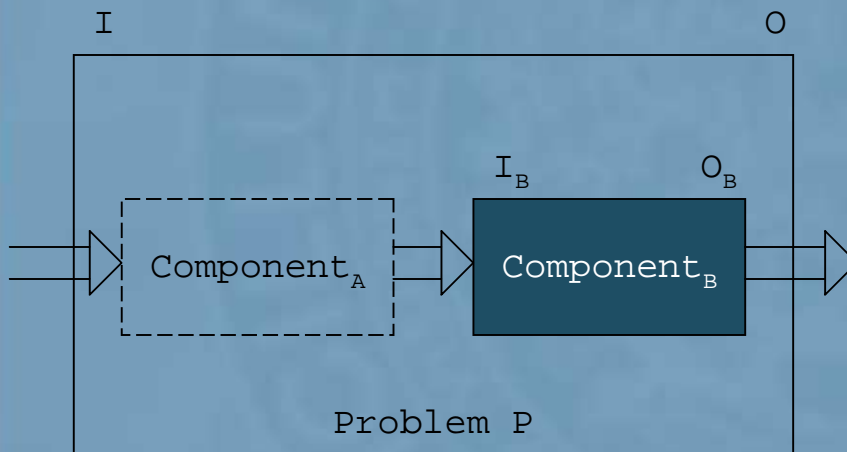 I O
I_B O_B
Component_A Component_B
Problem P